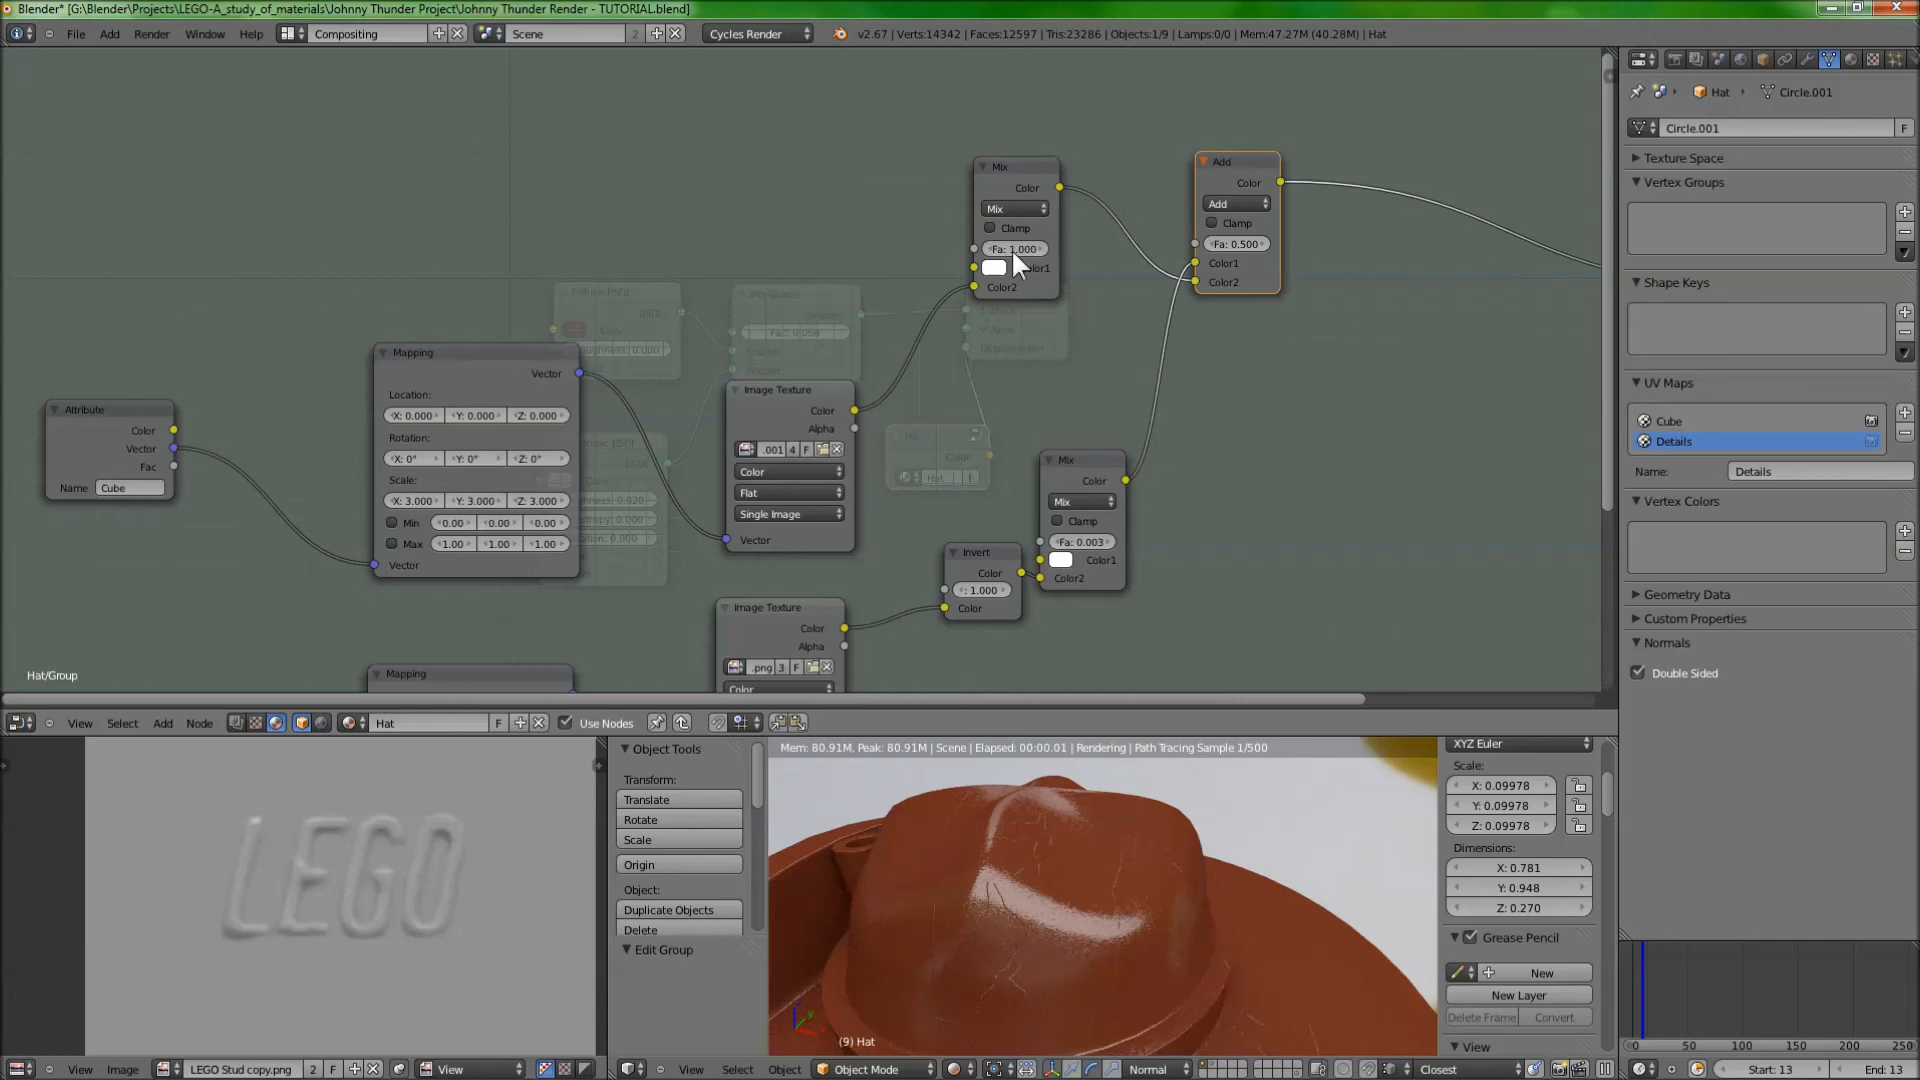 Blender* [G:\Blender\Projects\LEGO-A_study_of_materials\Johnny Thunder Project\Johnny Thunder Render - TUTORIAL.blend]
File Add Render Window Help Compositing Scene 2 Cycles Render v2.67 | Verts:14342 | Faces:12597 | Tris:23286 | Objects:1/9 | Lamps:0/0 | Mem:47.27M (40.28M) | Hat
Hat Circle.001
Circle.001 F
Texture Space
Vertex Groups
Shape Keys
UV Maps
Cube
Details
Name: Details
Vertex Colors
Geometry Data
Custom Properties
Normals
Double Sided
Mix
Color
Mix
Clamp
Fa: 1.000
Color2
Add
Color
Add
Clamp
Fa: 0.500
Color1
Color2
Attribute
Color
Vector
Fac
Name Cube
Mapping
Vector
Location:
X: 0.000 Y: 0.000 Z: 0.000
Rotation:
X: 0° Y: 0° Z: 0°
Scale:
X: 3.000 Y: 3.000 Z: 3.000
Min 0.00 0.00 0.00
Max 1.00 1.00 1.00
Vector
Image Texture
Color
Alpha
.001 4 F
Color
Flat
Single Image
Vector
Mix
Color
Mix
Clamp
Fa: 0.003
Color1
Color2
Invert
Color
: 1.000
Color
Image Texture
Color
Alpha
.png 3 F
Color
Mapping
Hat/Group
View Select Add Node Hat F Use Nodes
LEGO
Object Tools
Transform:
Translate
Rotate
Scale
Origin
Object:
Duplicate Objects
Delete
Edit Group
Mem: 80.91M, Peak: 80.91M | Scene | Elapsed: 00:00.01 | Rendering | Path Tracing Sample 1/500
(9) Hat
XYZ Euler
Scale:
X: 0.09978
Y: 0.09978
Z: 0.09978
Dimensions:
X: 0.781
Y: 0.948
Z: 0.270
Grease Pencil
New
New Layer
Delete Frame Convert
View
0 50 100 150 200 250
View Image LEGO Stud copy.png 2 F View
View Select Object Object Mode Normal Closest
Start: 13 End: 13